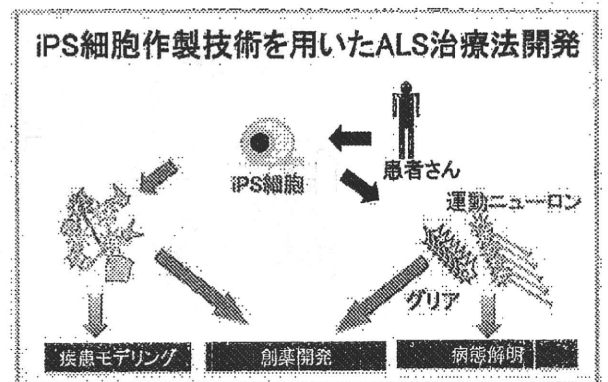 iPS細胞作製技術を用いたALS治療法開発
患者さん
iPS細胞
運動ニューロン
グリア
疾患モデリング
創薬開発
病態解明